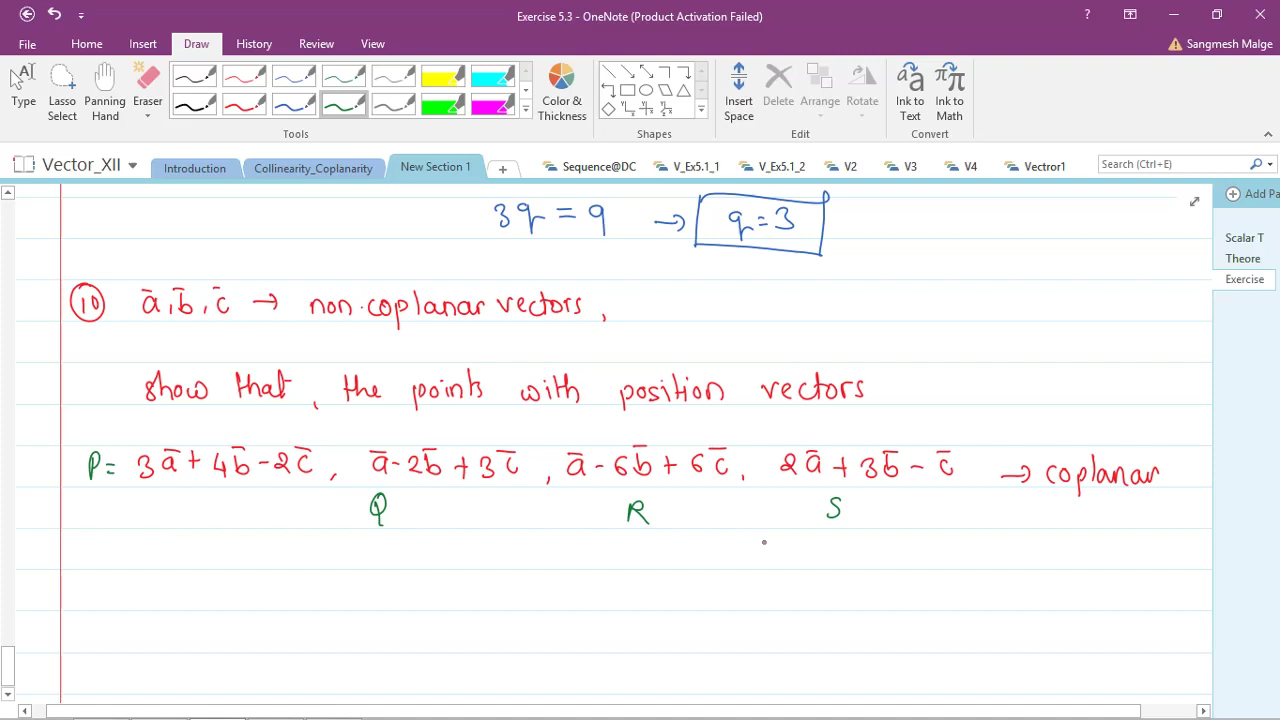 Exercise 5.3 - OneNote (Product Activation Failed)
?
File Home Insert Draw History Review View Sangmesh Malge
Type Lasso Select Panning Hand Eraser Color & Thickness Insert Space Delete Arrange Rotate Ink to Text Ink to Math
Tools Shapes Edit Convert
Vector_XII Introduction Collinearity_Coplanarity New Section 1 + Sequence@DC V_Ex5.1_1 V_Ex5.1_2 V2 V3 V4 Vectror1 Search (Ctrl+E)
Add Pa
3q = 9 → q = 3
Scalar T
Theore
Exercise
⑩ a̅, b̅, c̅ → non-coplanar vectors,
show that, the points with position vectors
P = 3a̅ + 4b̅ - 2c̅, a̅ - 2b̅ + 3c̅, a̅ - 6b̅ + 6c̅, 2a̅ + 3b̅ - c̅ → coplanar
Q R S